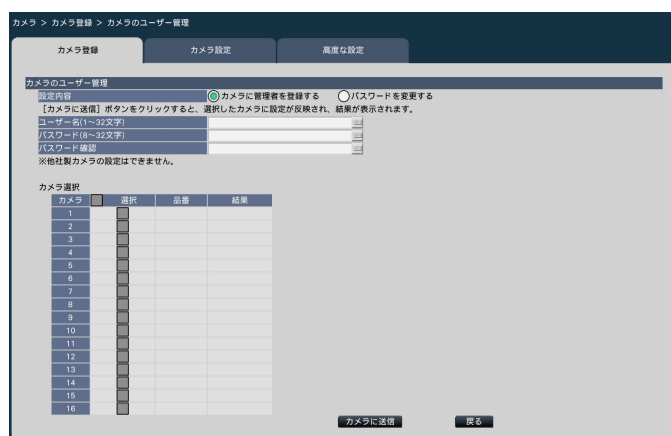 カメラ > カメラ登録 > カメラのユーザー管理
カメラ登録 カメラ設定 高度な設定
カメラのユーザー管理
設定内容 カメラに管理者を登録する パスワードを変更する
[カメラに送信] ボタンをクリックすると、選択したカメラに設定が反映され、結果が表示されます。
ユーザー名(1~32文字)
パスワード(8~32文字)
パスワード確認
※他社製カメラの設定はできません。
カメラ選択
カメラ 選択 品番 結果
1
2
3
4
5
6
7
8
9
10
11
12
13
14
15
16
カメラに送信 戻る